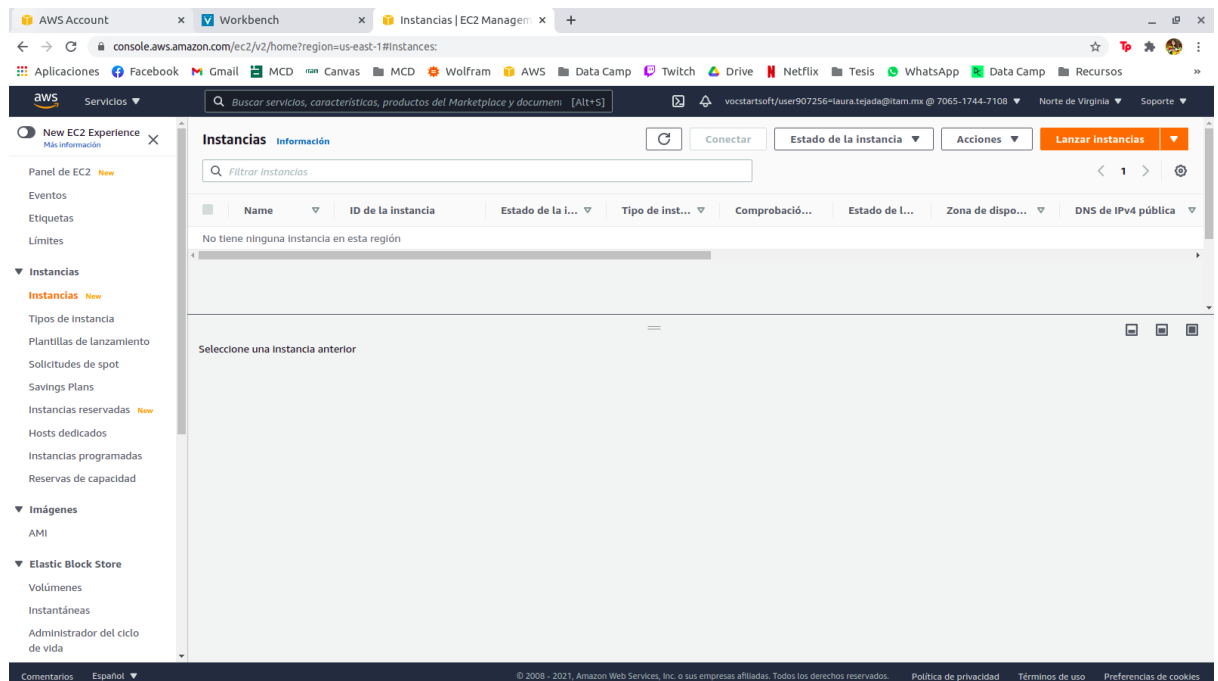 AWS Account
Workbench
Instancias | EC2 Managem
console.aws.amazon.com/ec2/v2/home?region=us-east-1#Instances:
Aplicaciones Facebook Gmail MCD Canvas MCD Wolfram AWS Data Camp Twitch Drive Netflix Tesis WhatsApp Data Camp Recursos »
aws Servicios ▼ Buscar servicios, características, productos del Marketplace y documen [Alt+S] vocstartsoft/user907256=laura.tejada@itam.mx @ 7065-1744-7108 ▼ Norte de Virginia ▼ Soporte ▼
New EC2 Experience
Más información
Panel de EC2 New
Eventos
Etiquetas
Límites
Instancias
Instancias New
Tipos de instancia
Plantillas de lanzamiento
Solicitudes de spot
Savings Plans
Instancias reservadas New
Hosts dedicados
Instancias programadas
Reservas de capacidad
Imágenes
AMI
Elastic Block Store
Volúmenes
Instantáneas
Administrador del ciclo
de vida
Instancias Información
Conectar Estado de la instancia ▼ Acciones ▼ Lanzar instancias ▼
Filtrar instancias
1
Name ID de la instancia Estado de la i... Tipo de inst... Comprobació... Estado de l... Zona de dispo... DNS de IPv4 pública
No tiene ninguna instancia en esta región
Seleccione una instancia anterior
Comentarios Español ▼ © 2008 - 2021, Amazon Web Services, Inc. o sus empresas afiliadas. Todos los derechos reservados. Política de privacidad Términos de uso Preferencias de cookies